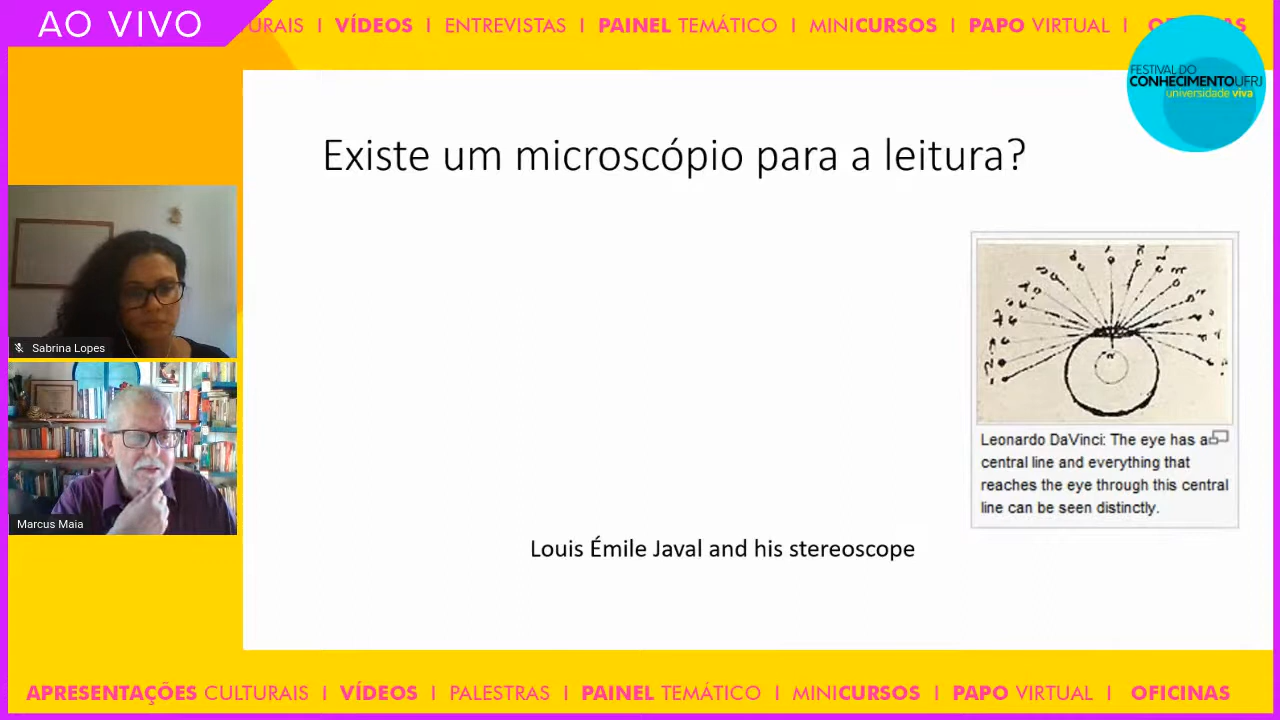 AO VIVO
URAIS I VÍDEOS I ENTREVISTAS I PAINEL TEMÁTICO I MINICURSOS I PAPO VIRTUAL I
FESTIVAL DO
CONHECIMENTOUFRJ
universidade viva
Existe um microscópio para a leitura?
Sabrina Lopes
Marcus Maia
Leonardo DaVinci: The eye has a
central line and everything that
reaches the eye through this central
line can be seen distinctly.
Louis Émile Javal and his stereoscope
APRESENTAÇÕES CULTURAIS I VÍDEOS I PALESTRAS I PAINEL TEMÁTICO I MINICURSOS I PAPO VIRTUAL I OFICINAS